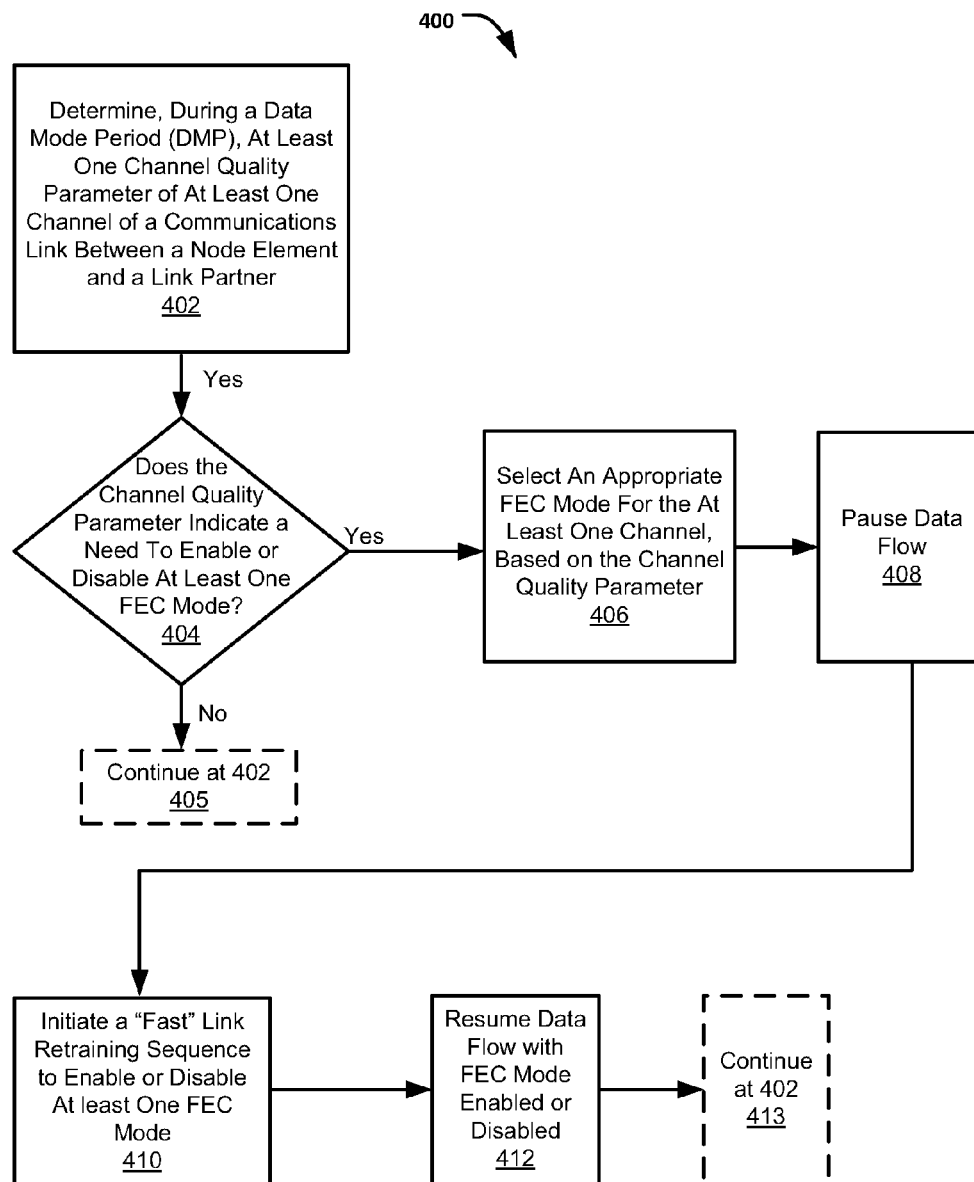 400
Determine, During a Data
Mode Period (DMP), At Least
One Channel Quality
Parameter of At Least One
Channel of a Communications
Link Between a Node Element
and a Link Partner
402
Yes
Does the
Channel Quality
Parameter Indicate a
Need To Enable or
Disable At Least One
FEC Mode?
404
Yes
No
Continue at 402
405
Select An Appropriate
FEC Mode For the At
Least One Channel,
Based on the Channel
Quality Parameter
406
Pause Data
Flow
408
Initiate a “Fast” Link
Retraining Sequence
to Enable or Disable
At least One FEC
Mode
410
Resume Data
Flow with
FEC Mode
Enabled or
Disabled
412
Continue
at 402
413